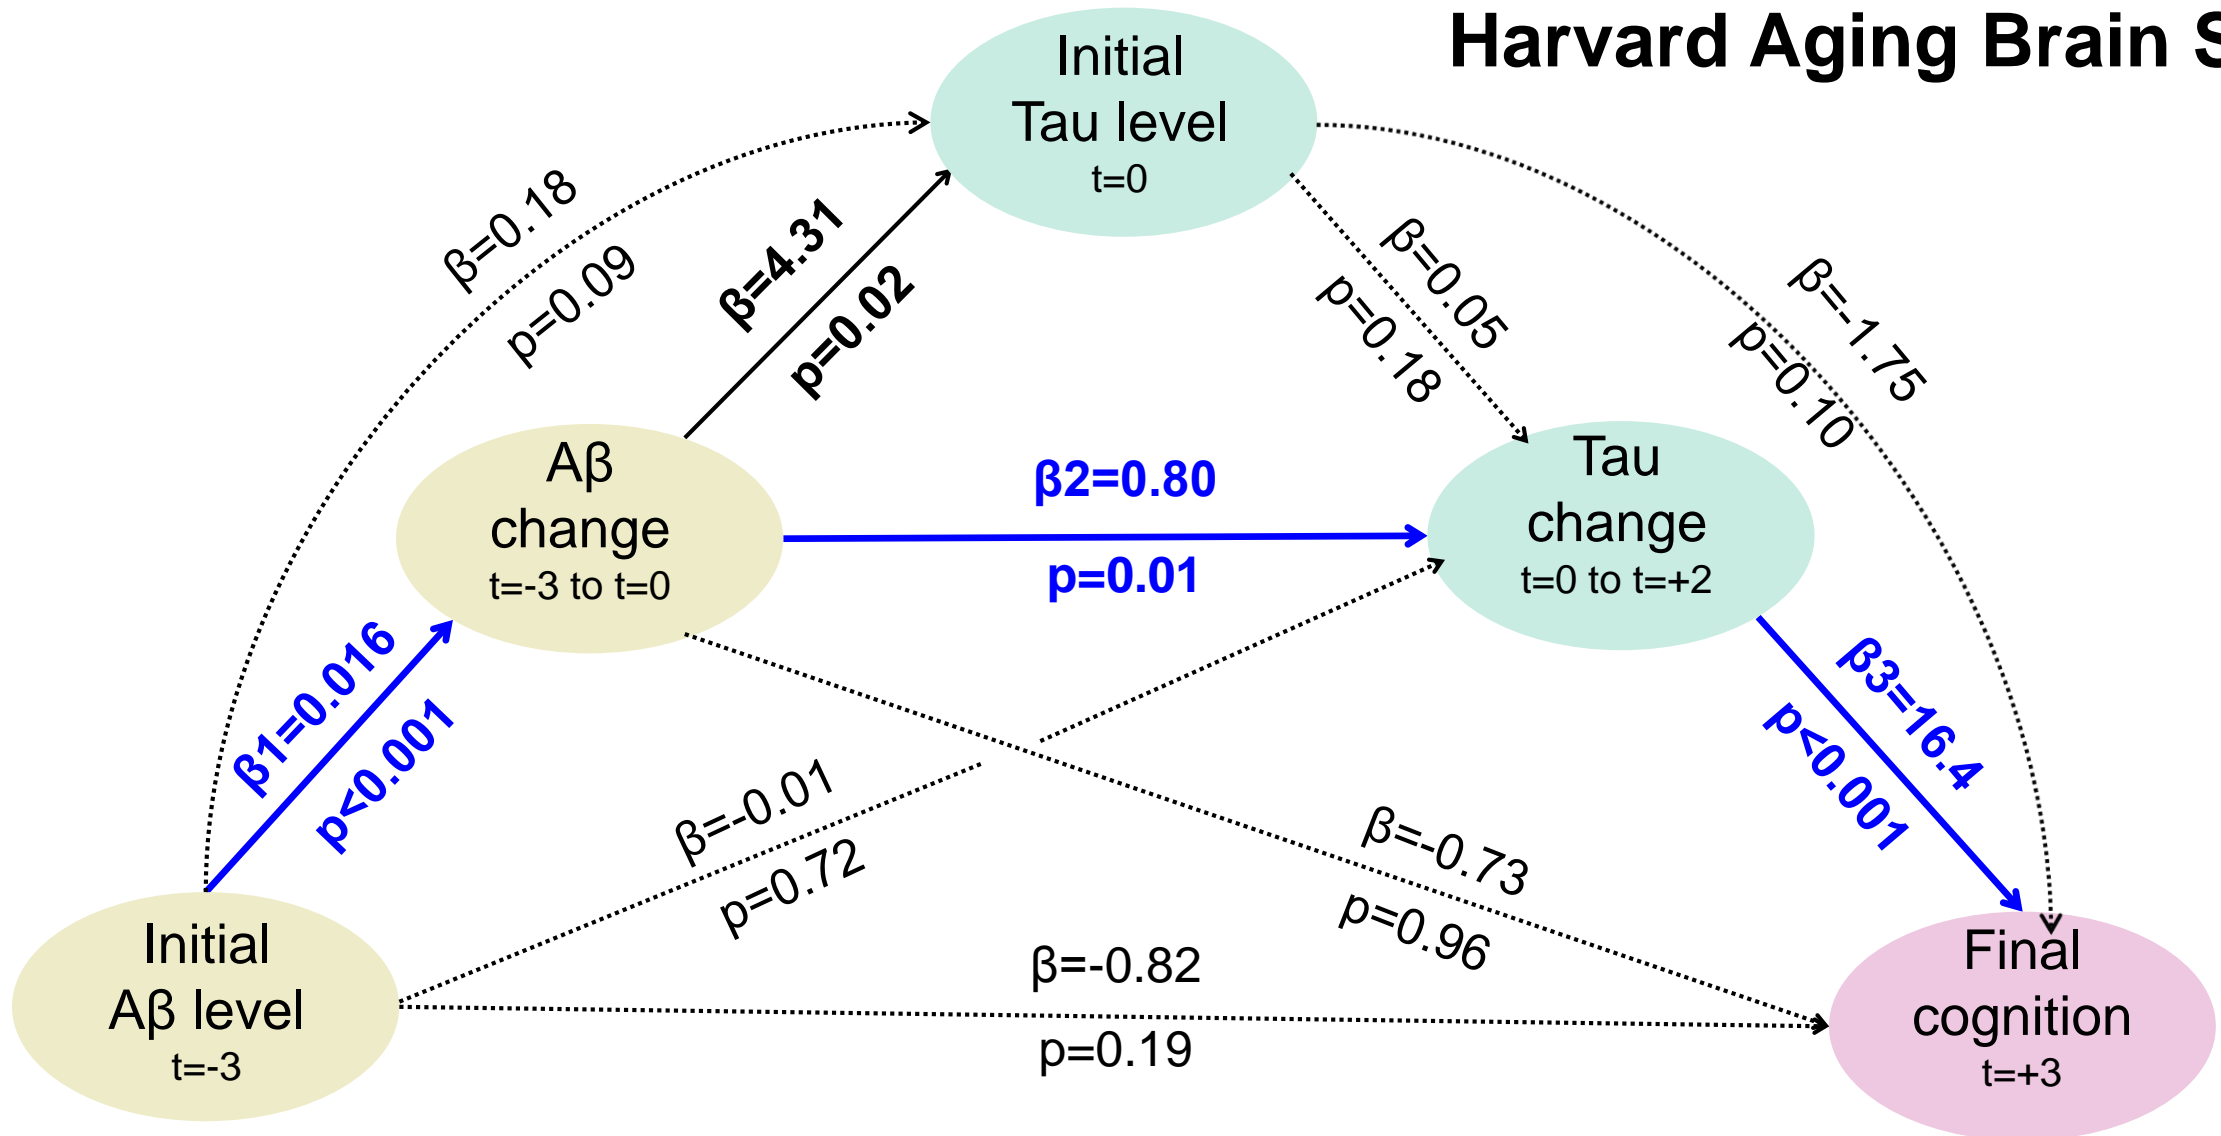 Harvard Aging Brain S
Initial
Tau level
t=0
β=0.18
p=0.09
β=4.31
p=0.02
β=0.05
p=0.18
β=-1.75
p=0.10
Aβ
change
t=-3 to t=0
β2=0.80
p=0.01
Tau
change
t=0 to t=+2
β1=0.016
p<0.001
β3=16.4
p<0.001
β=-0.01
p=0.72
β=-0.73
p=0.96
Initial
Aβ level
t=-3
β=-0.82
p=0.19
Final
cognition
t=+3